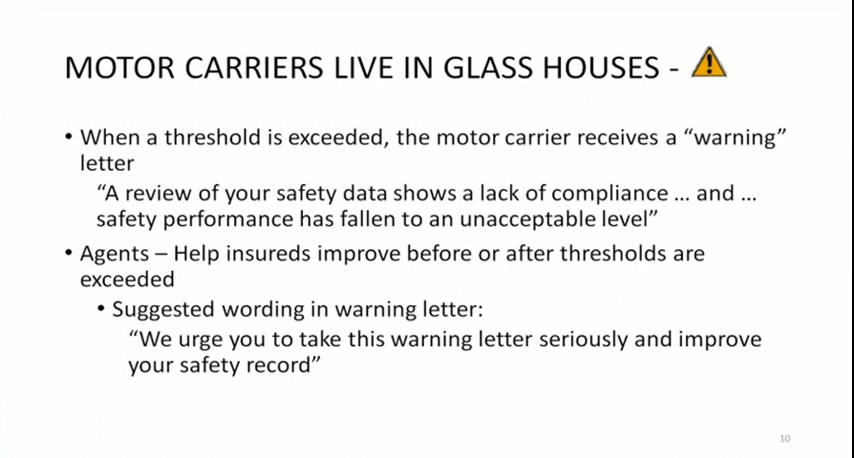 MOTOR CARRIERS LIVE IN GLASS HOUSES -
• When a threshold is exceeded, the motor carrier receives a “warning”
letter
“A review of your safety data shows a lack of compliance ... and ...
safety performance has fallen to an unacceptable level”
• Agents – Help insureds improve before or after thresholds are
exceeded
• Suggested wording in warning letter:
“We urge you to take this warning letter seriously and improve
your safety record”
10